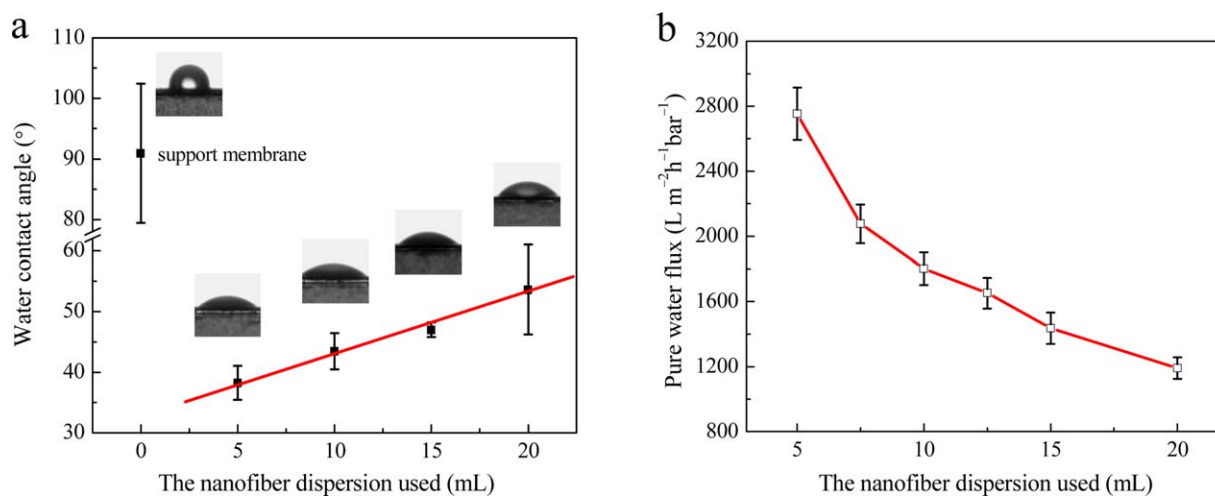 a
110
100
90
80
60
50
40
30
Water contact angle (°)
support membrane
0 5 10 15 20
The nanofiber dispersion used (mL)
b
3200
2800
2400
2000
1600
1200
800
Pure water flux (L m⁻²h⁻¹bar⁻¹)
5 10 15 20
The nanofiber dispersion used (mL)